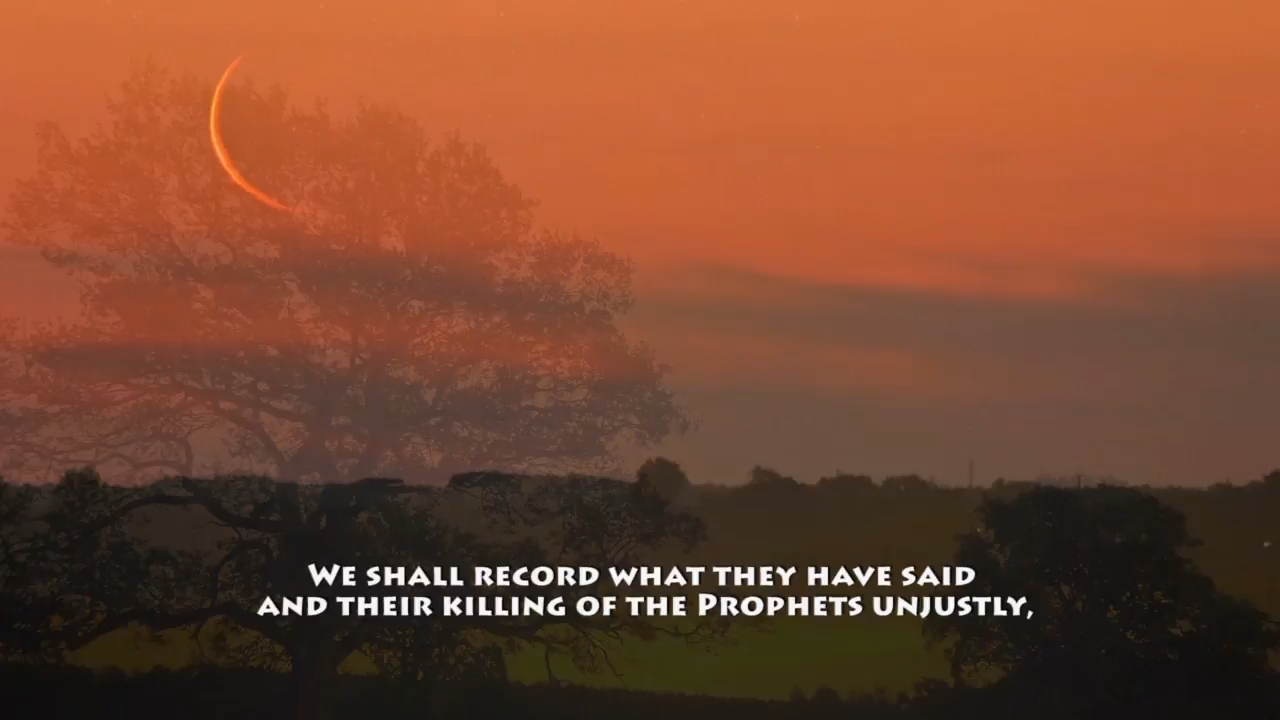 We shall record what they have said
and their killing of the Prophets unjustly,